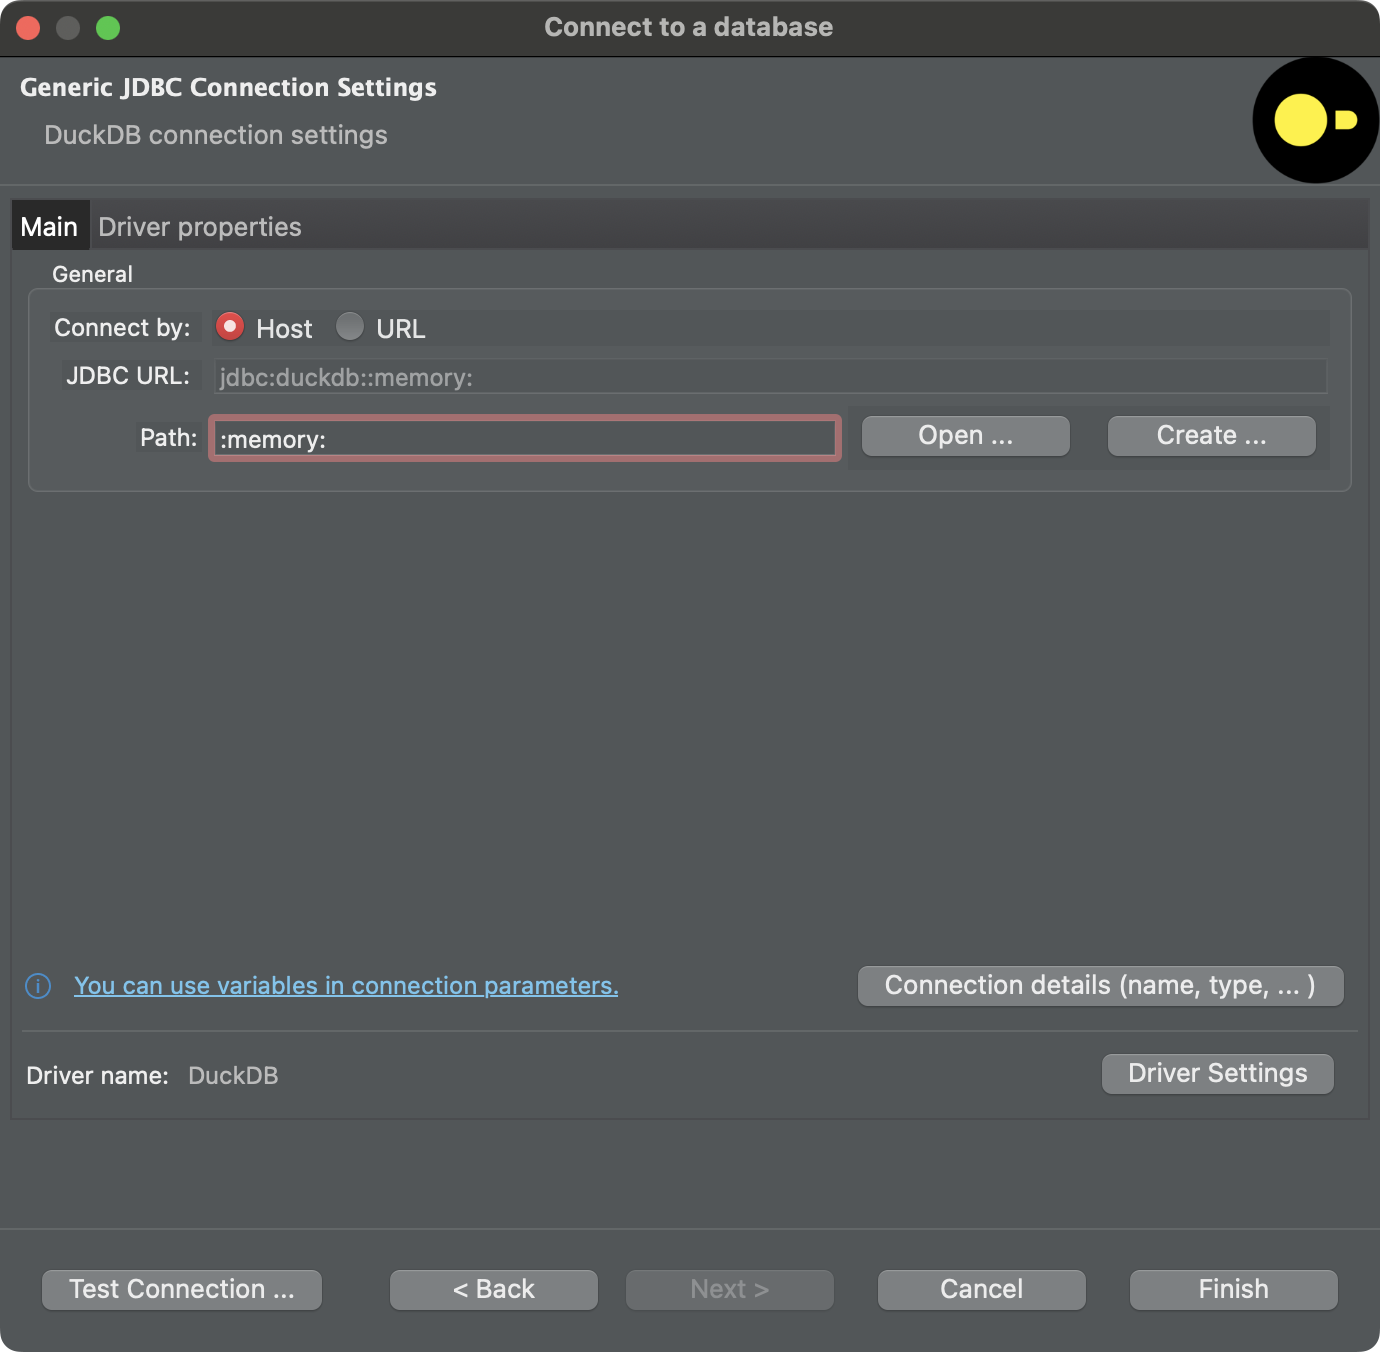 Connect to a database
Generic JDBC Connection Settings
DuckDB connection settings
Main Driver properties
General
Connect by: Host URL
JDBC URL: jdbc:duckdb::memory:
Path: :memory: Open ... Create ...
You can use variables in connection parameters. Connection details (name, type, ... )
Driver name: DuckDB Driver Settings
Test Connection ... < Back Next > Cancel Finish